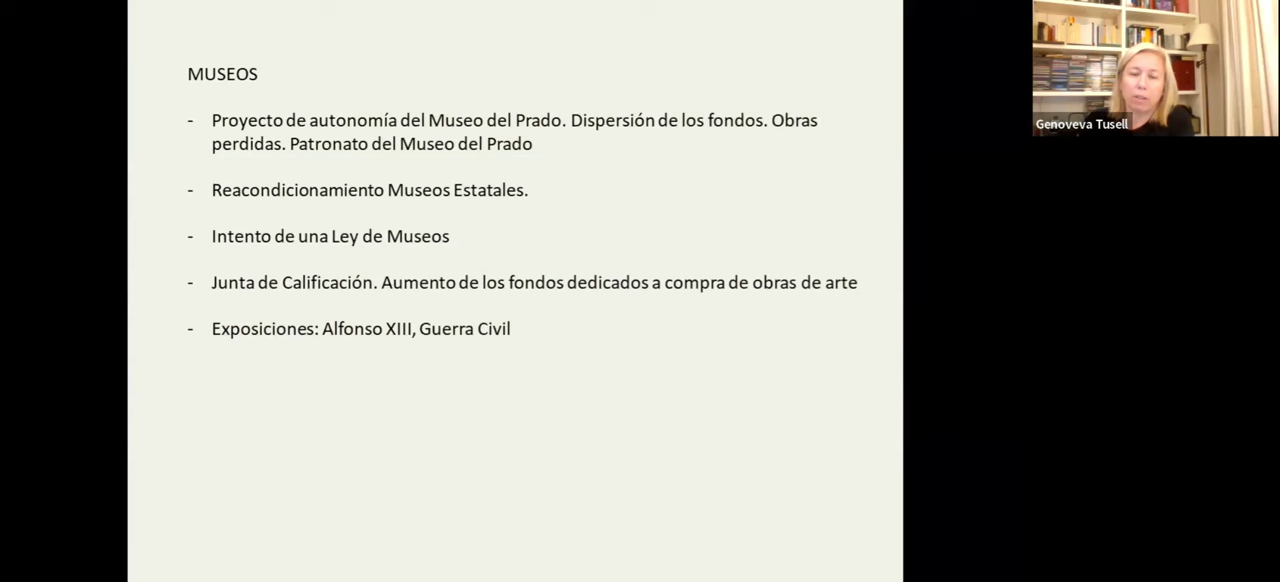 MUSEOS
- Proyecto de autonomía del Museo del Prado. Dispersión de los fondos. Obras
perdidas. Patronato del Museo del Prado
- Reacondicionamiento Museos Estatales.
- Intento de una Ley de Museos
- Junta de Calificación. Aumento de los fondos dedicados a compra de obras de arte
- Exposiciones: Alfonso XIII, Guerra Civil
Genoveva Tusell